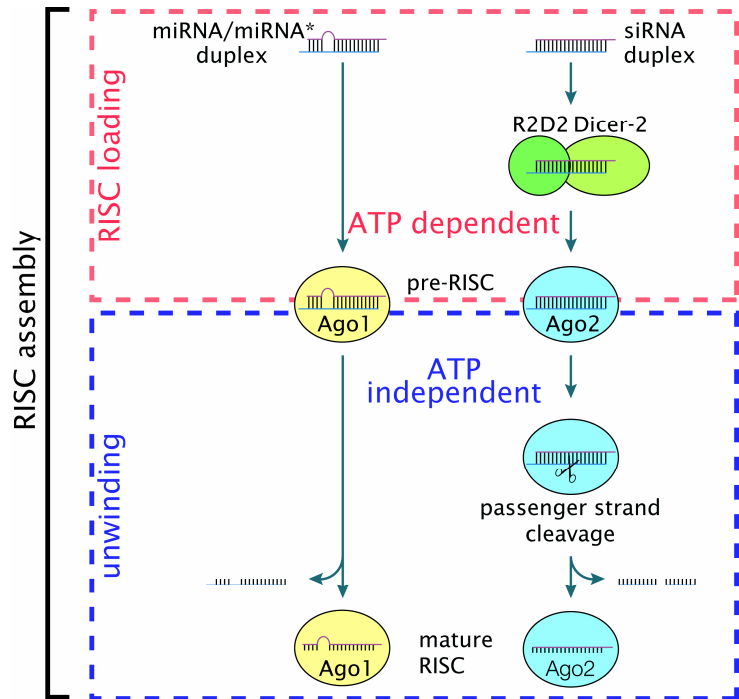 miRNA/miRNA*
duplex
siRNA
duplex
R2D2 Dicer-2
RISC loading
ATP dependent
pre-RISC
Ago1
Ago2
RISC assembly
ATP
independent
unwinding
passenger strand
cleavage
mature
RISC
Ago1
Ago2